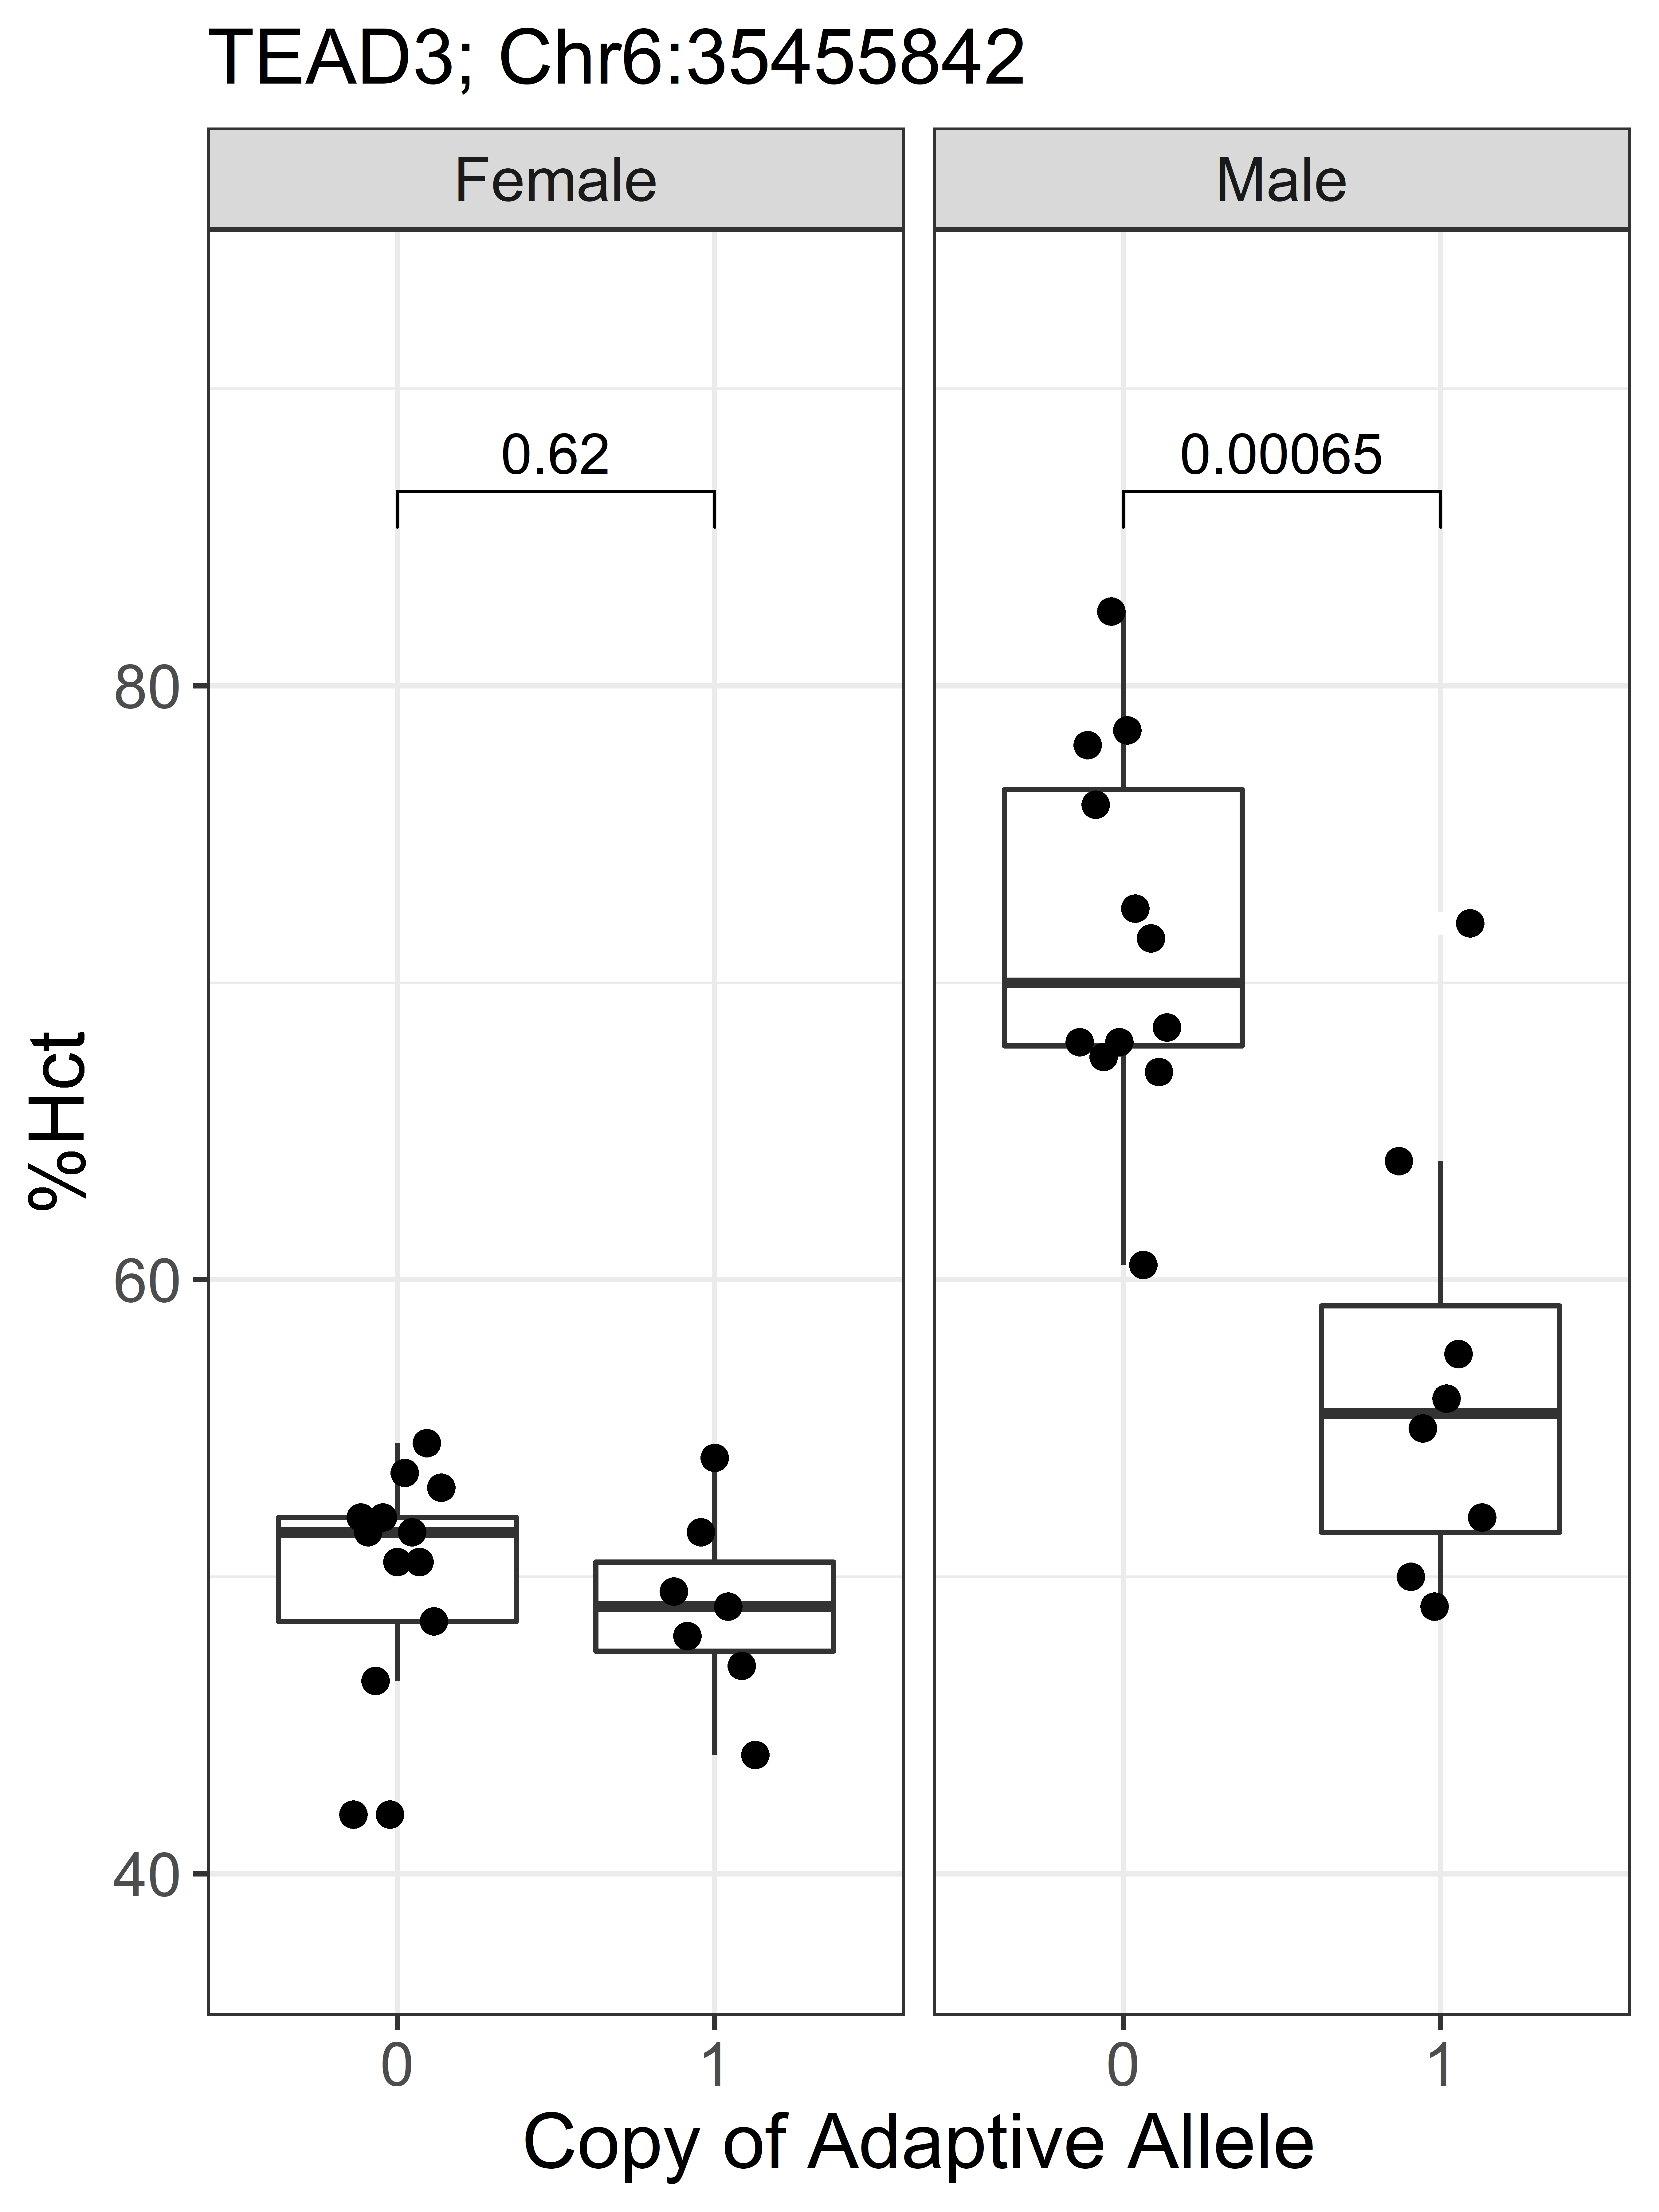 TEAD3; Chr6:35455842
Female
Male
0.62
0.00065
80
60
40
%Hct
0
1
0
1
Copy of Adaptive Allele